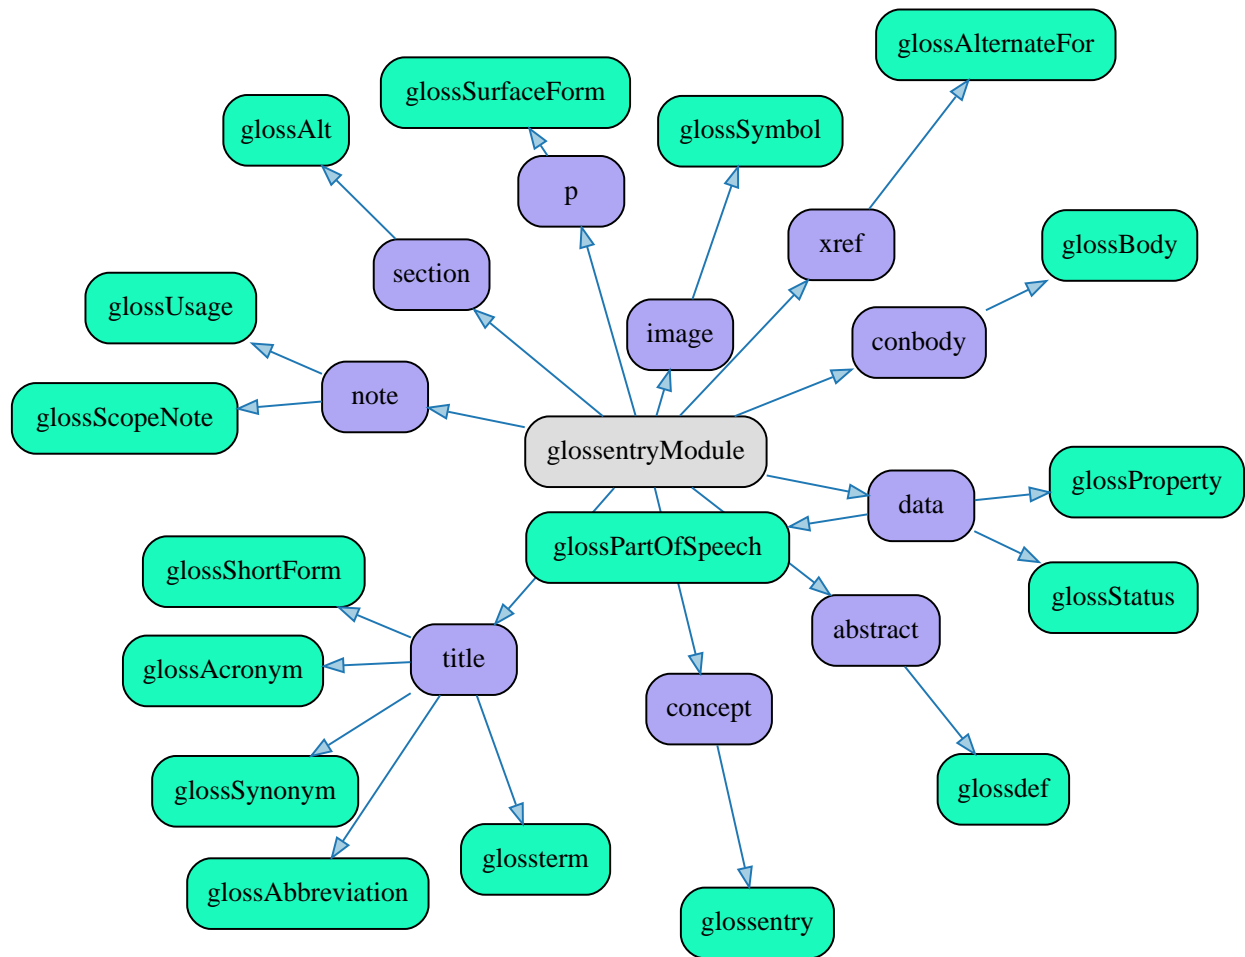 glossAlternateFor
glossSurfaceForm
glossAlt
glossSymbol
p
xref
glossBody
section
glossUsage
image
conbody
note
glossScopeNote
glossentryModule
glossProperty
data
glossPartOfSpeech
glossShortForm
glossStatus
abstract
title
glossAcronym
concept
glossSynonym
glossdef
glossterm
glossAbbreviation
glossentry